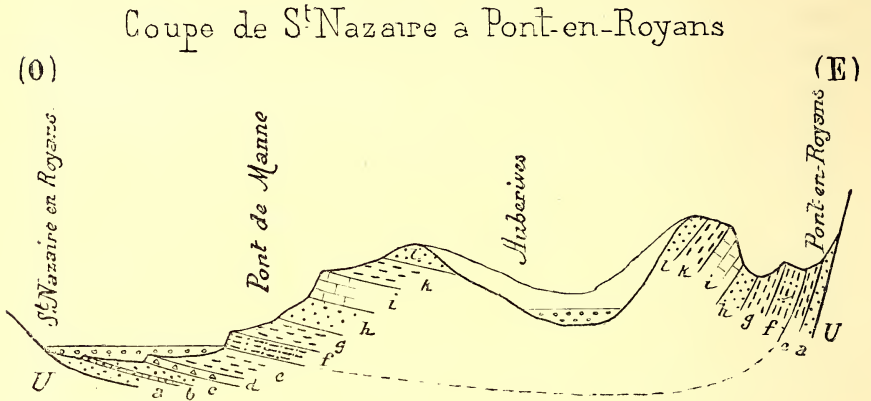 Coupe de St Nazaire a Pont-en-Royans
(O)
(E)
St Nazaire en Royans
Pont de Manne
Auberives
Pont-en-Royans
l
k
i
h
g
f
e
d
c
b
a
U
l
k
i
h
g
f
e
a
U